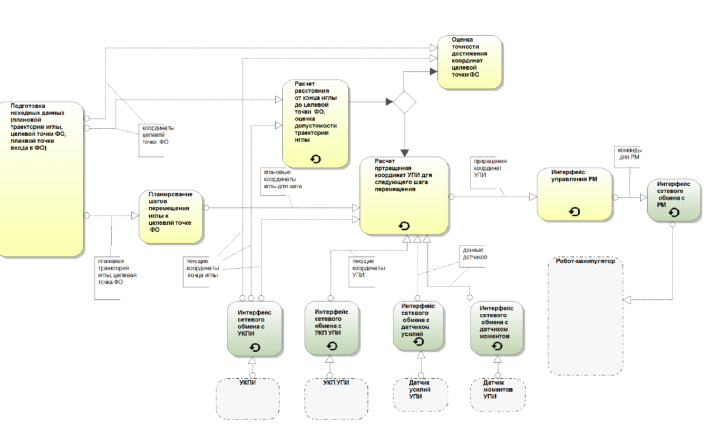 Оценка
точности
достижения
координат
целевой
точки ФО
Подготовка
исходных данных
(плановой
траектории иглы,
целевой точки ФО,
плавной точки
входа в ФО)
Расчет
расстояния
от конца иглы
до целевой
точки ФО,
оценка
допустимости
траектории
иглы
координаты
целевой
точки ФО
Планирование
шагов
перемещения
иглы к
целевлй точке
ФО
плановые
координаты
иглы для шага
Расчет
пртращения
координат УПИ для
следующего шага
перемещения
приращения
координат
УПИ
Интерфейс
управления РМ
команды
для РМ
Интерфейс
сетевого
обмена с
РМ
плановая
траектория
иглы, целевая
точка ФО
текущие
координаты
конца иглы
текущие
координаты
УПИ
данные
датчиков
Робот-манипулятор
Интерфейс
сетевого
обмена с
УКПИ
Интерфейс
сетевого
обмена с
УКП УПИ
Интерфейс
сетевого
обмена с
датчиком
усилий
Интерфейс
сетевого
обмена с
датчиком
моментов
УКПИ
УКП УПИ
Датчик
усилий
УПИ
Датчик
моментов
УПИ